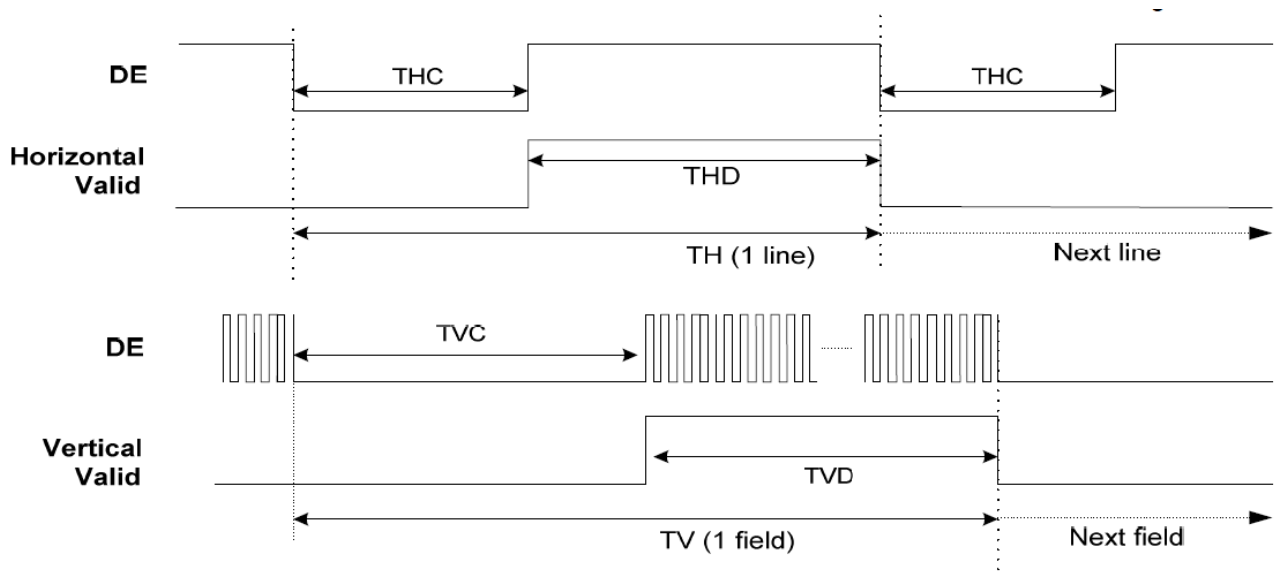 DE
THC
THC
Horizontal
Valid
THD
TH (1 line)
Next line
DE
TVC
Vertical
Valid
TVD
TV (1 field)
Next field